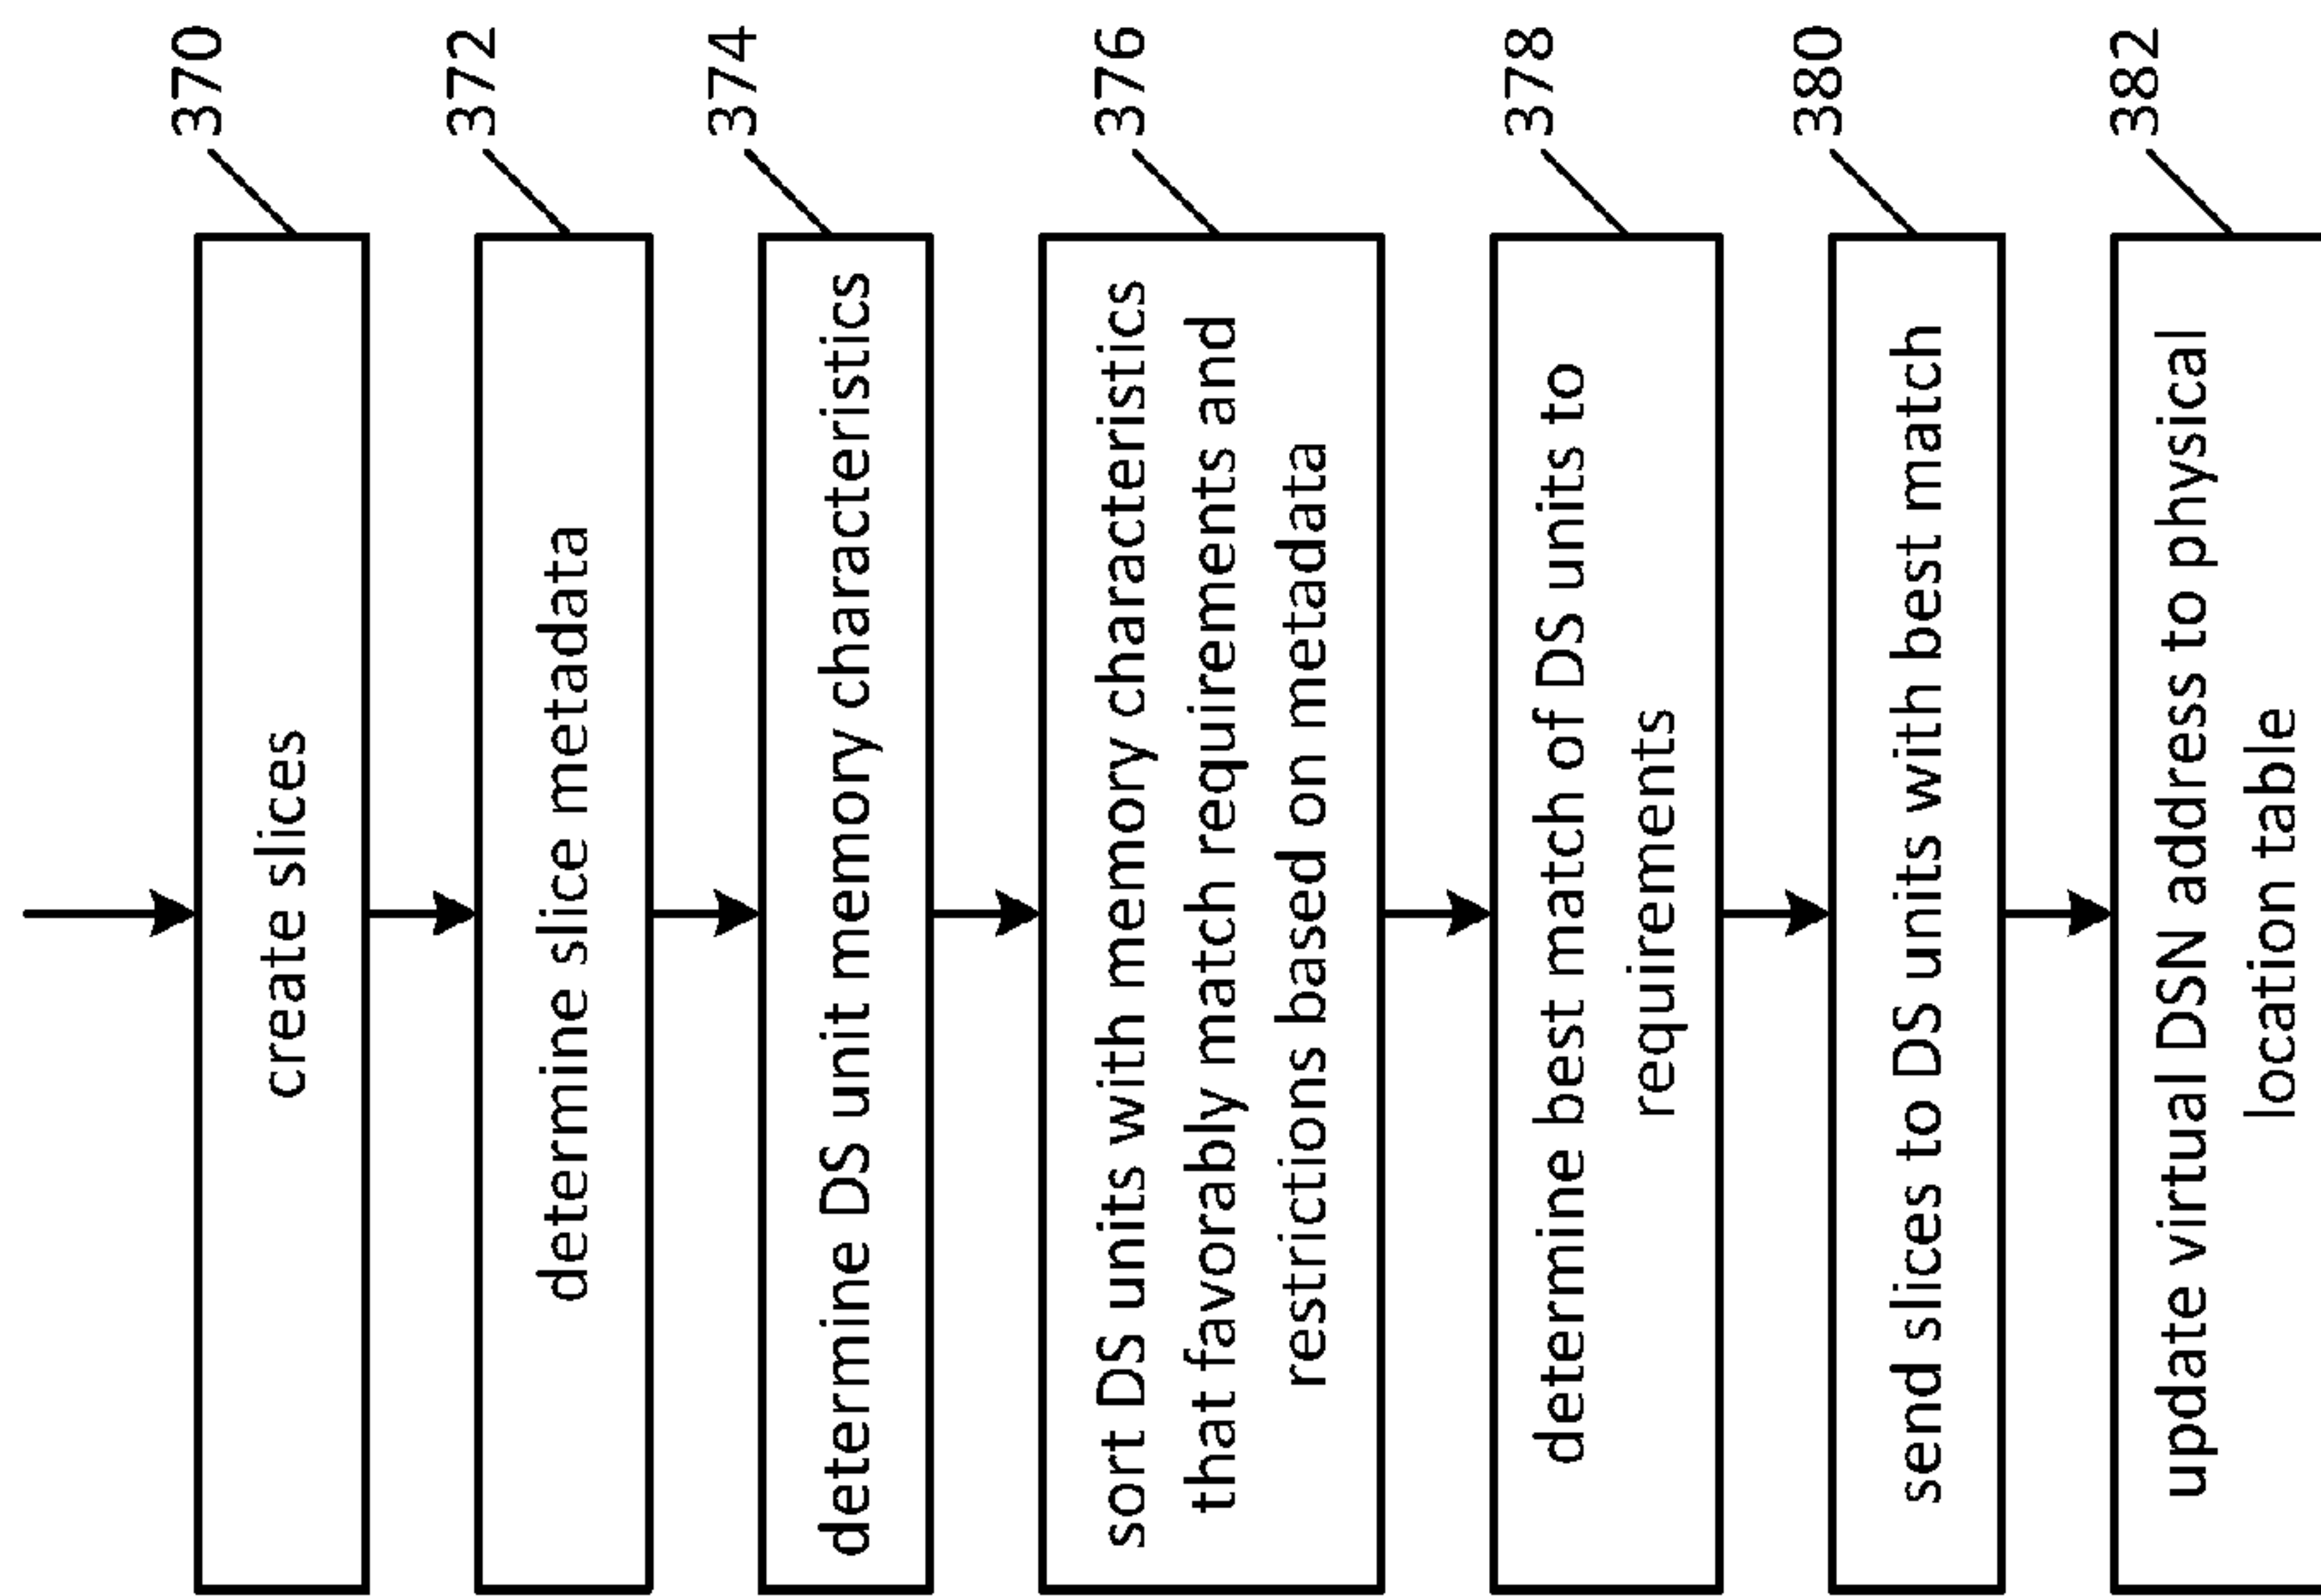 370
create slices
372
determine slice metadata
374
determine DS unit memory characteristics
376
sort DS units with memory characteristics
that favorably match requirements and
restrictions based on metadata
378
determine best match of DS units to
requirements
380
send slices to DS units with best match
382
update virtual DSN address to physical
location table